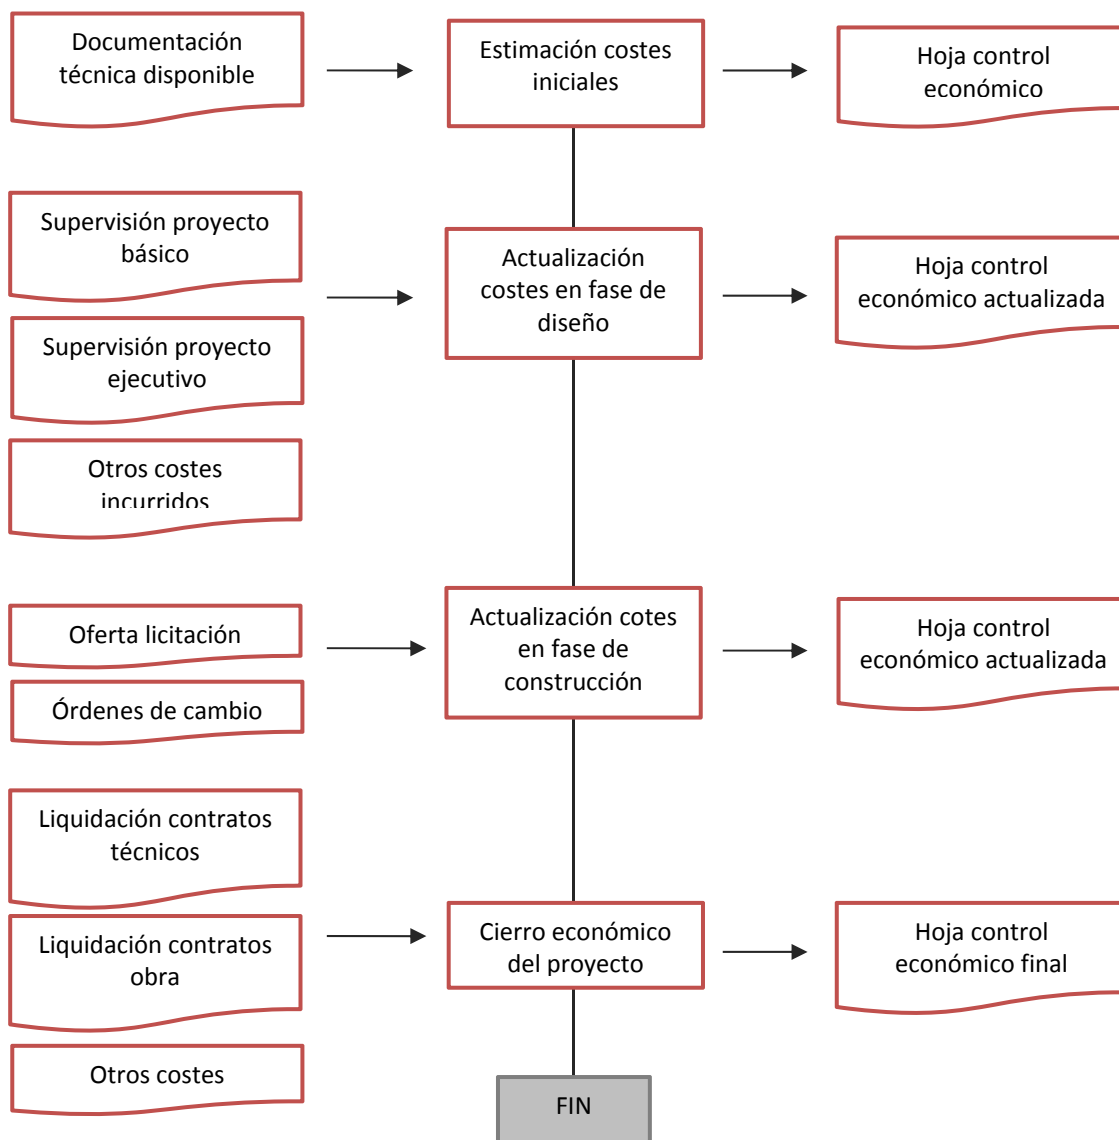 Documentación
técnica disponible
Estimación costes
iniciales
Hoja control
económico
Supervisión proyecto
básico
Actualización
costes en fase de
diseño
Hoja control
económico actualizada
Supervisión proyecto
ejecutivo
Otros costes
incurridos
Oferta licitación
Actualización cotes
en fase de
construcción
Hoja control
económico actualizada
Órdenes de cambio
Liquidación contratos
técnicos
Liquidación contratos
obra
Cierro económico
del proyecto
Hoja control
económico final
Otros costes
FIN